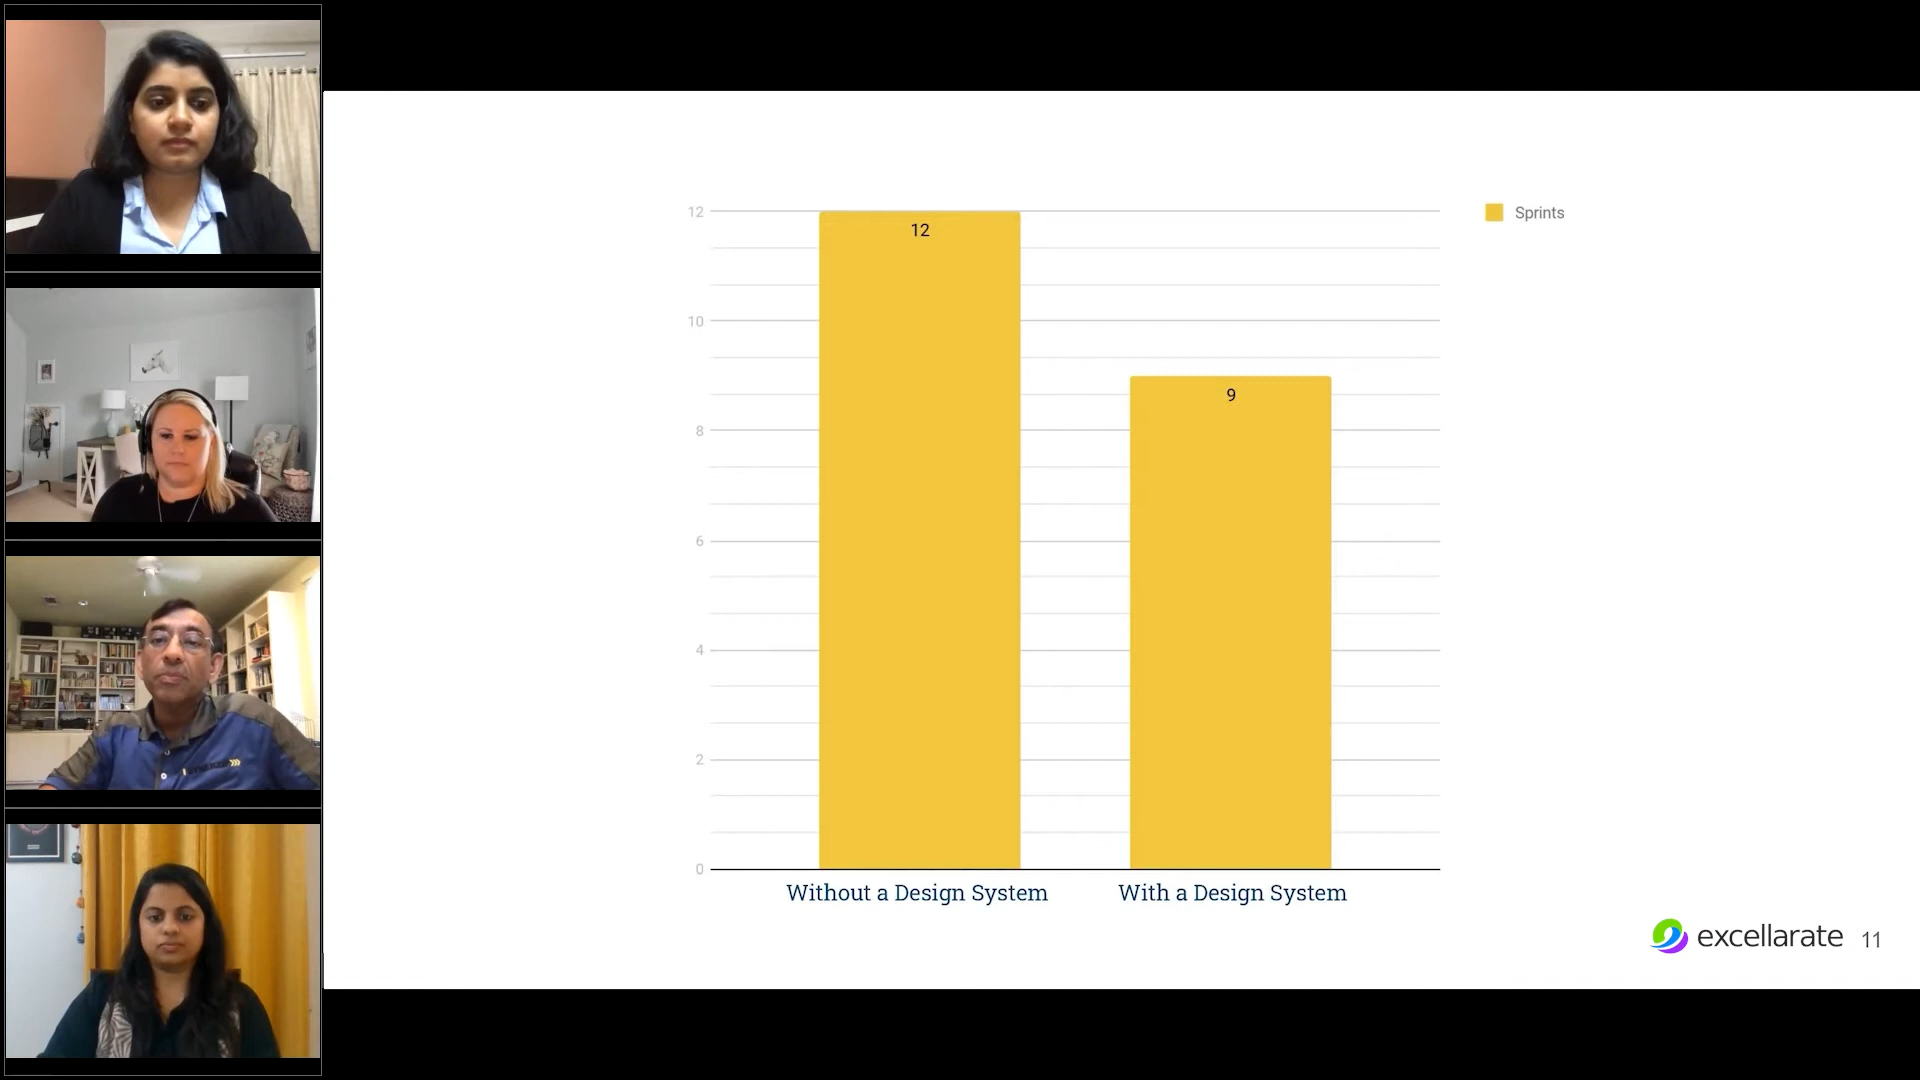 12
10
8
6
4
2
0
12
9
Without a Design System
With a Design System
Sprints
excellarate
11